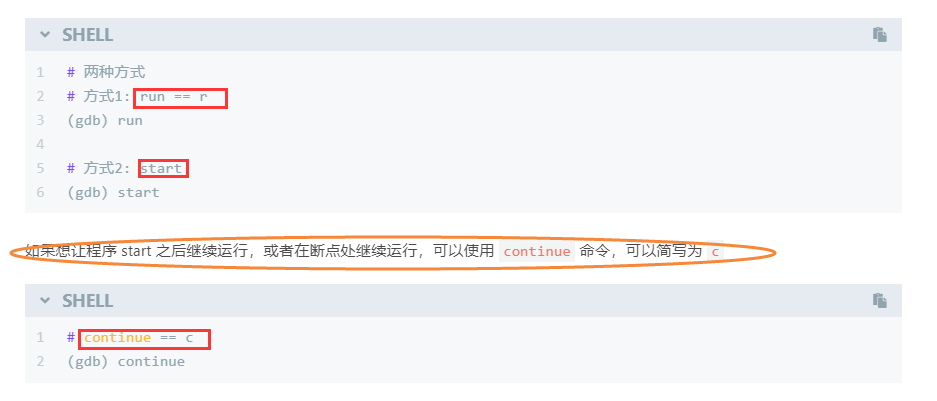 SHELL
1 # 两种方式
2 # 方式1: run == r
3 (gdb) run
4
5 # 方式2: start
6 (gdb) start
如果想让程序 start 之后继续运行，或者在断点处继续运行，可以使用 continue 命令，可以简写为 c
SHELL
1 # continue == c
2 (gdb) continue